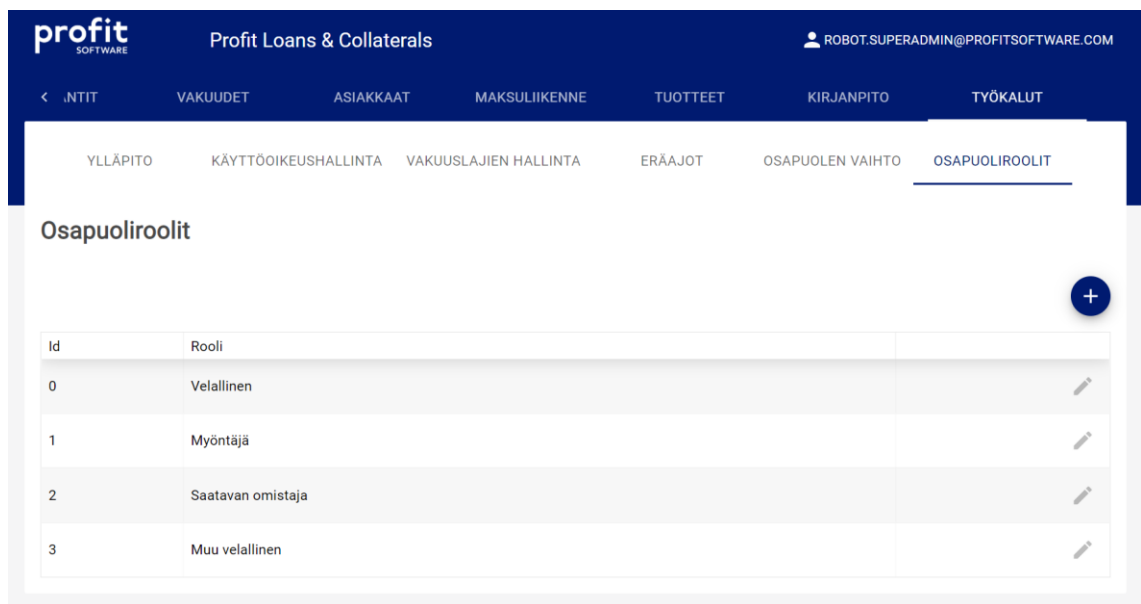 profit
SOFTWARE
Profit Loans & Collaterals
ROBOT.SUPERADMIN@PROFITSOFTWARE.COM
NTIT VAKUUDET ASIAKKAAT MAKSULIIKENNE TUOTTEET KIRJANPITO TYÖKALUT
YLLÄPITO KÄYTTÖOIKEUSHALLINTA VAKUUSLAJIEN HALLINTA ERÄAJOT OSAPUOLEN VAIHTO OSAPUOLIROOLIT
Osapuoliroolit
+
Id Rooli
0 Velallinen
1 Myöntäjä
2 Saatavan omistaja
3 Muu velallinen